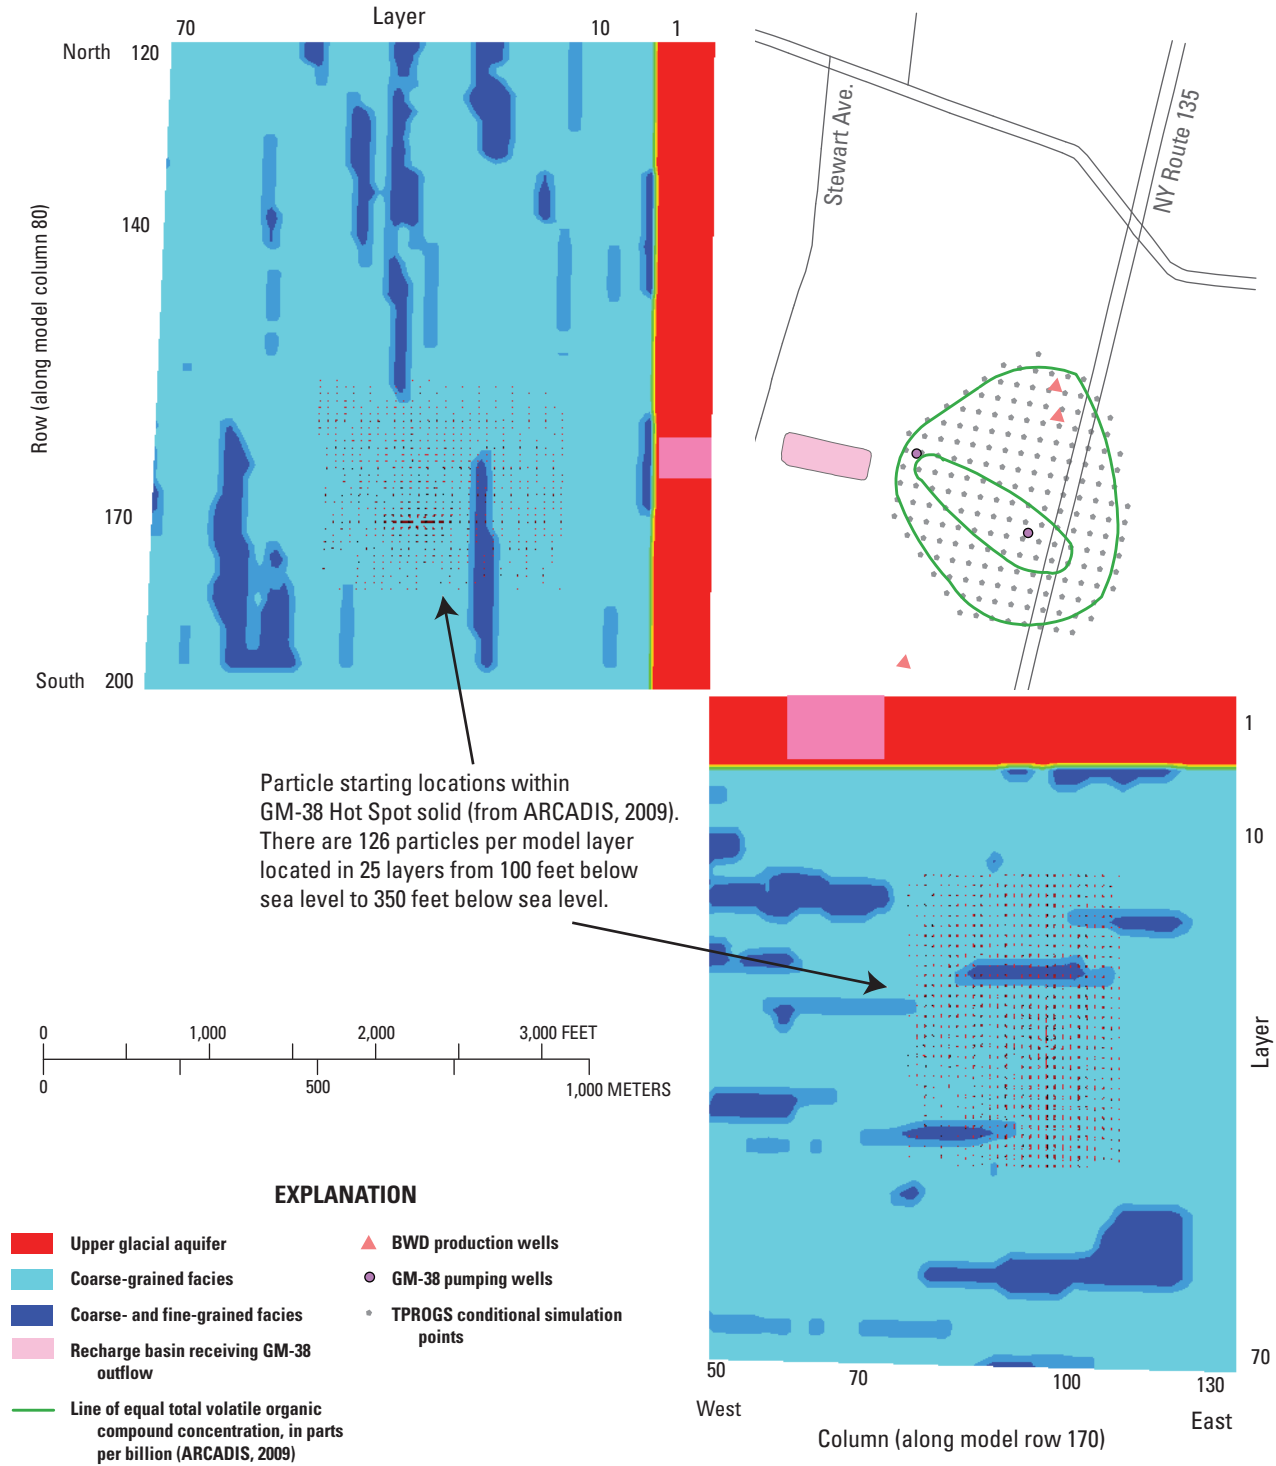 Layer
70
10
1
North
120
140
Row (along model column 80)
170
South
200
Stewart Ave.
NY Route 135
Particle starting locations within
GM-38 Hot Spot solid (from ARCADIS, 2009).
There are 126 particles per model layer
located in 25 layers from 100 feet below
sea level to 350 feet below sea level.
1
10
Layer
70
50
70
100
130
West
East
Column (along model row 170)
0
1,000
2,000
3,000 FEET
0
500
1,000 METERS
EXPLANATION
Upper glacial aquifer
Coarse-grained facies
Coarse- and fine-grained facies
Recharge basin receiving GM-38
outflow
Line of equal total volatile organic
compound concentration, in parts
per billion (ARCADIS, 2009)
BWD production wells
GM-38 pumping wells
TPROGS conditional simulation
points